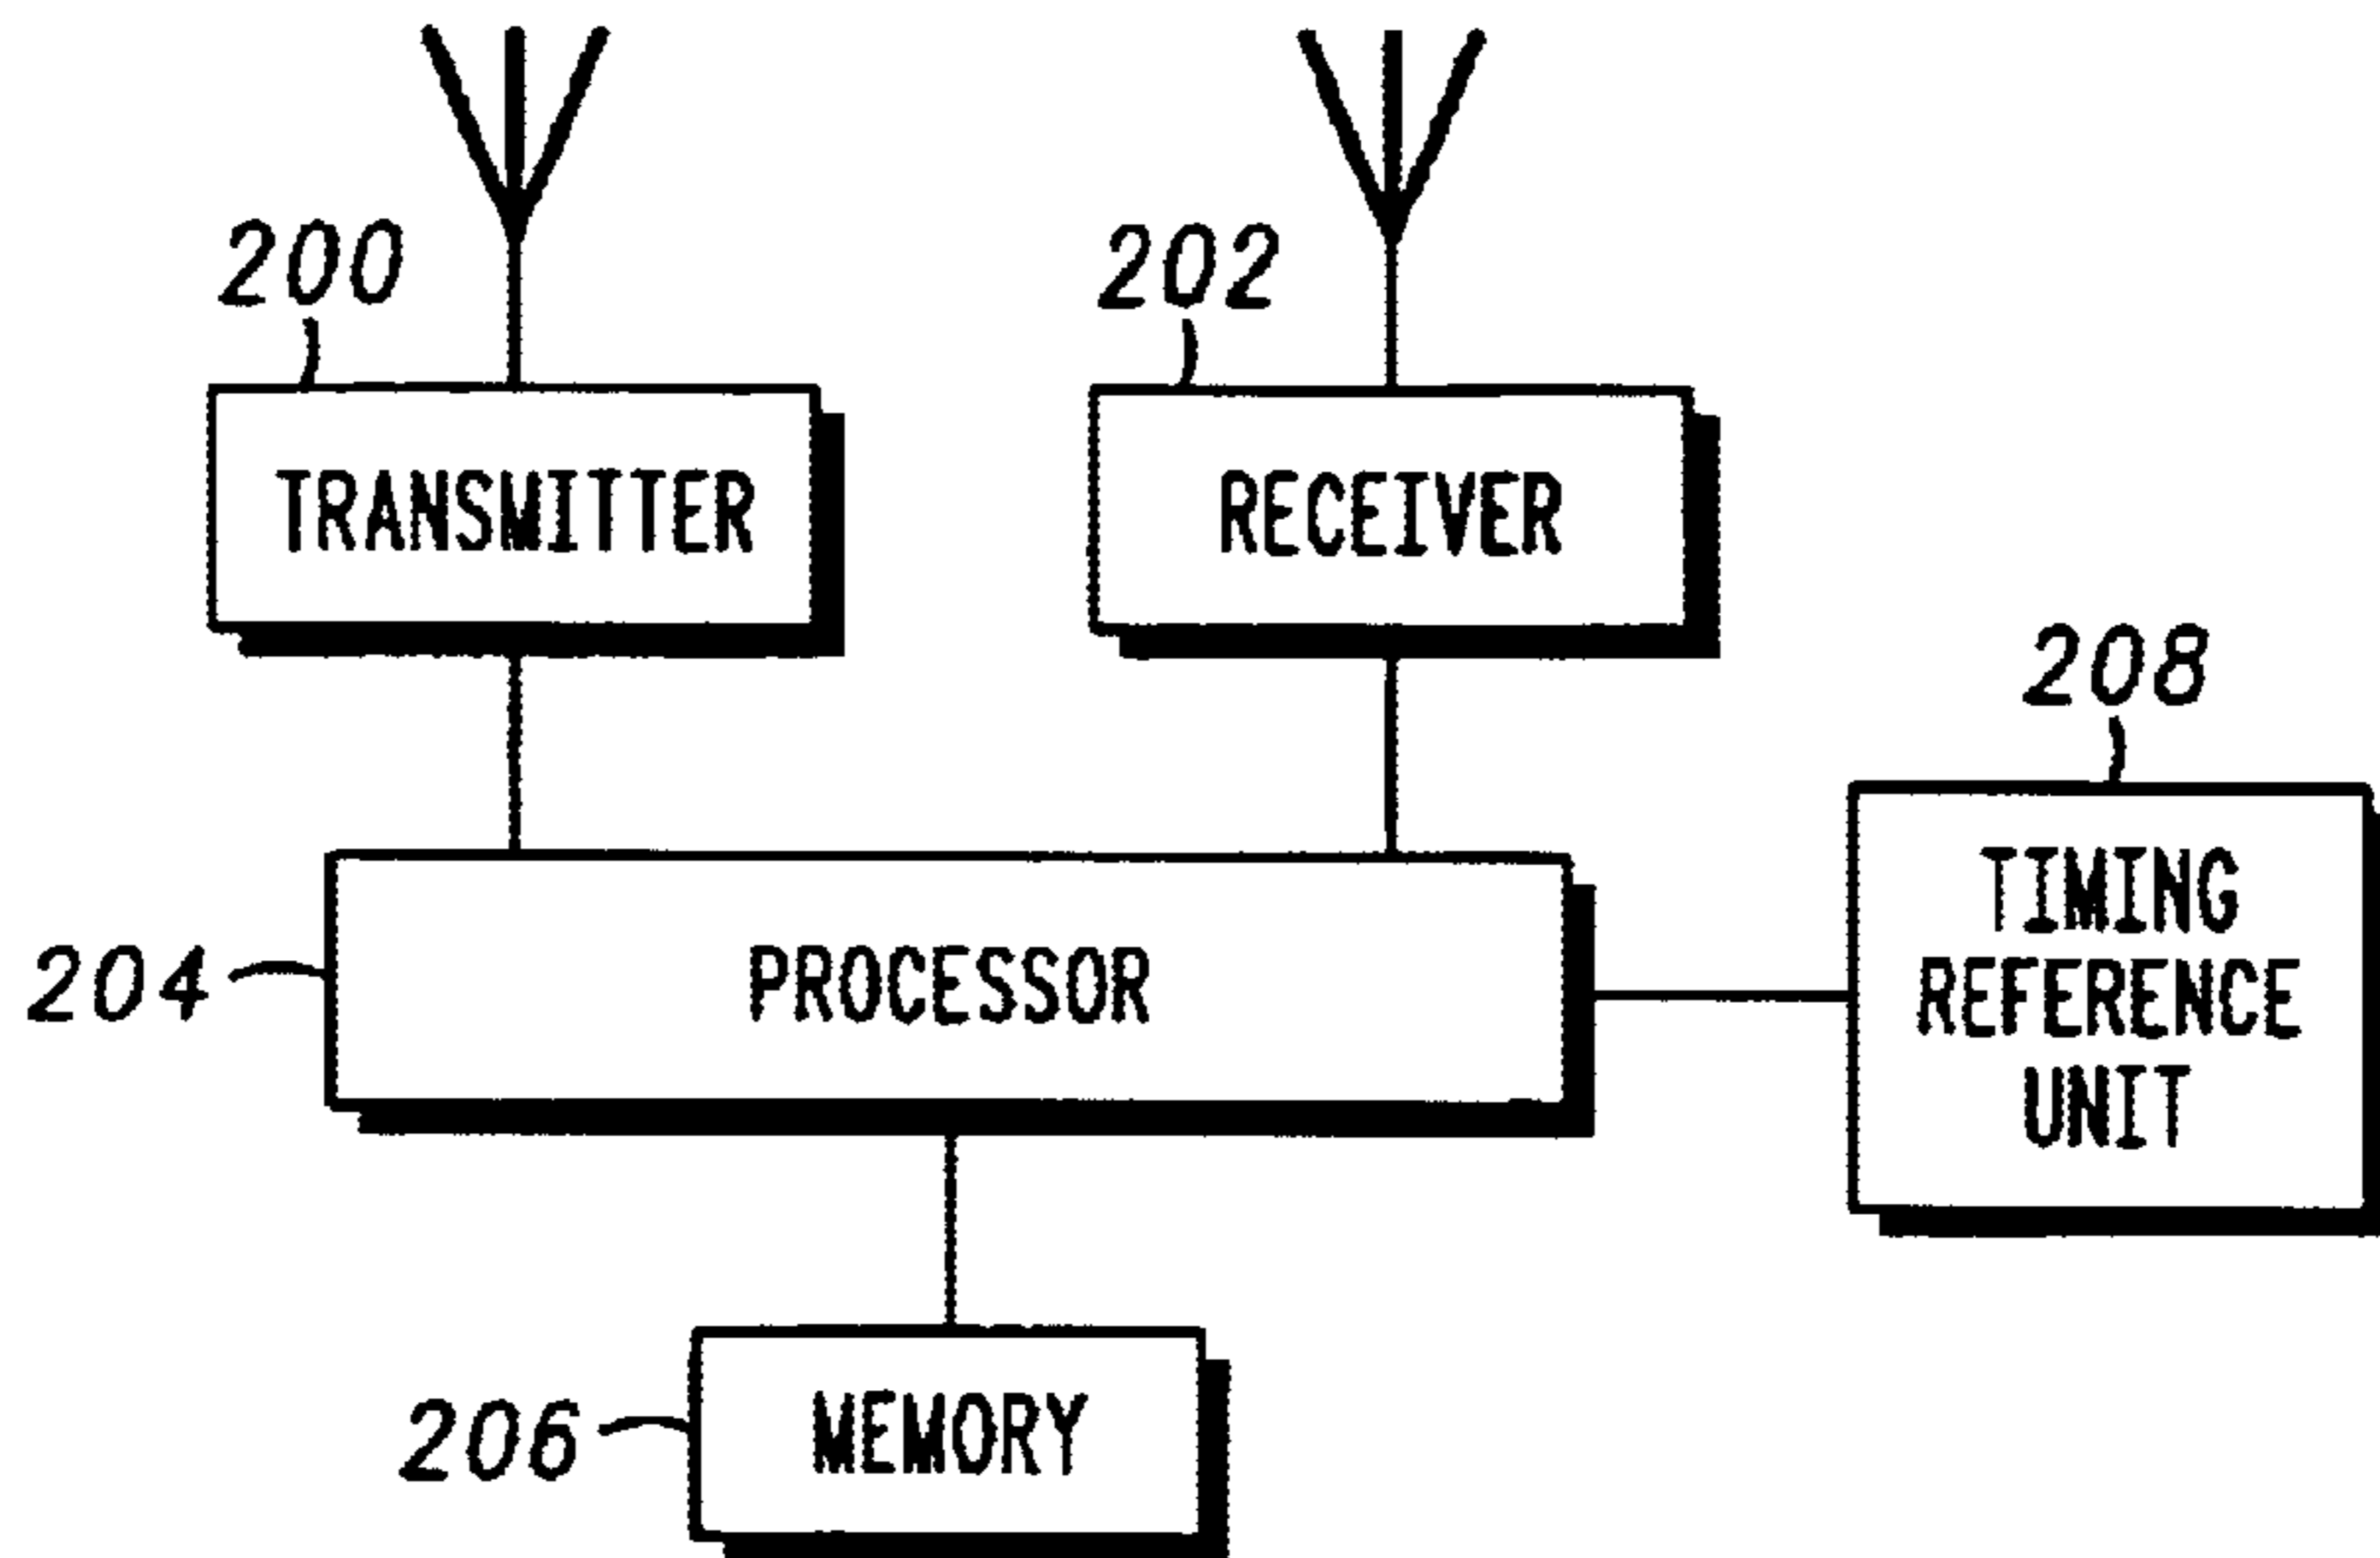 200
202
TRANSMITTER
RECEIVER
208
204
PROCESSOR
TIMING
REFERENCE
UNIT
206
MEMORY